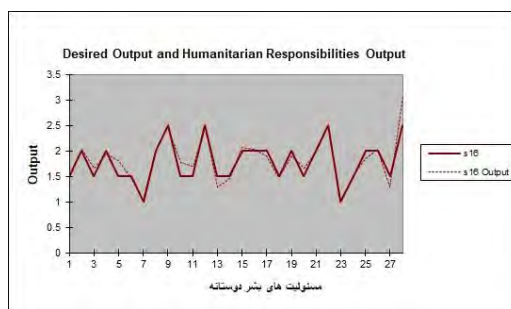 Desired Output and Humanitarian Responsibilities Output
3.5
3
2.5
2
1.5
1
0.5
0
Output
1 3 5 7 9 11 13 15 17 19 21 23 25 27
مسئولیت های بشر دوستانه
s16
s16 Output